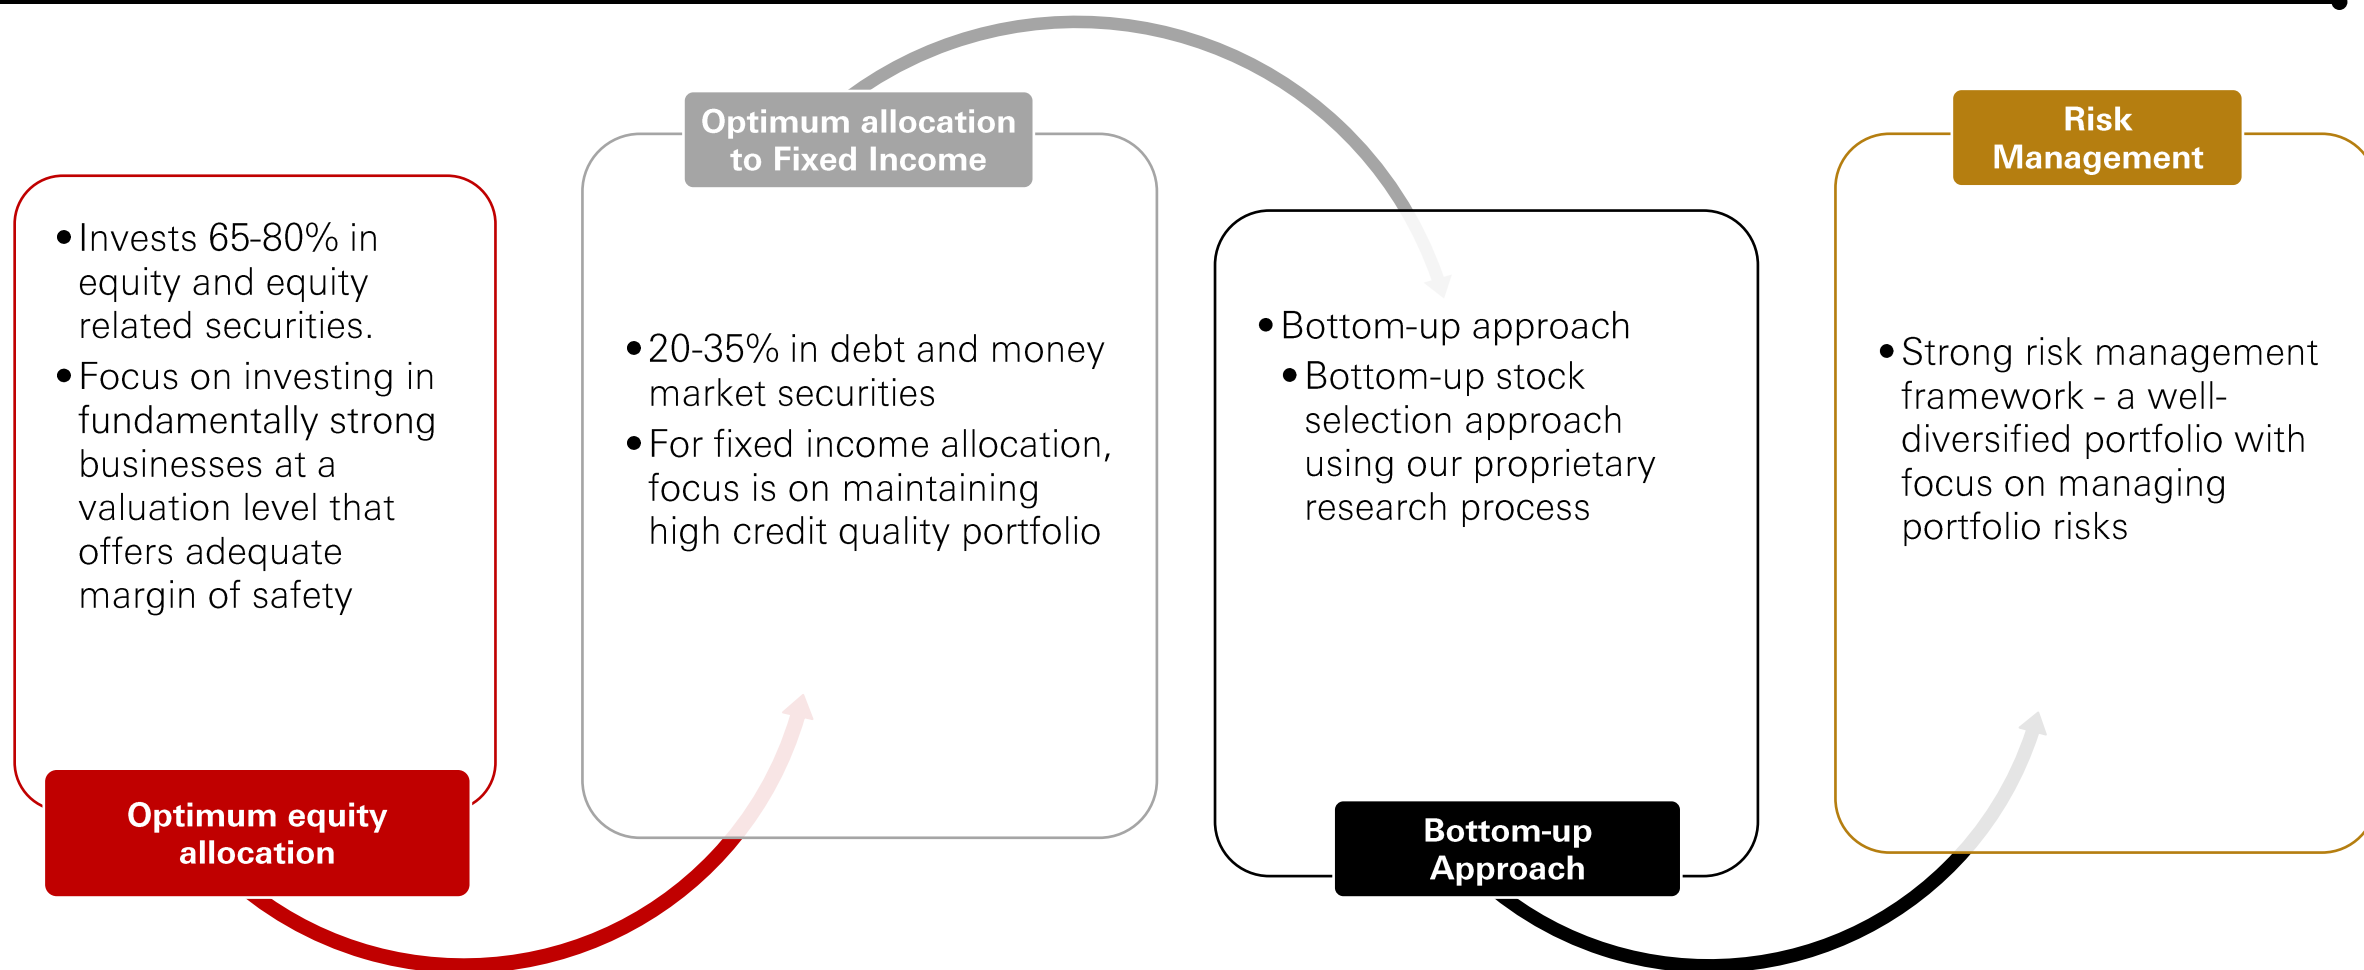 • Invests 65-80% in
equity and equity
related securities.
• Focus on investing in
fundamentally strong
businesses at a
valuation level that
offers adequate
margin of safety
Optimum equity
allocation
Optimum allocation
to Fixed Income
• 20-35% in debt and money
market securities
• For fixed income allocation,
focus is on maintaining
high credit quality portfolio
• Bottom-up approach
• Bottom-up stock
selection approach
using our proprietary
research process
Bottom-up
Approach
Risk
Management
• Strong risk management
framework - a well-
diversified portfolio with
focus on managing
portfolio risks